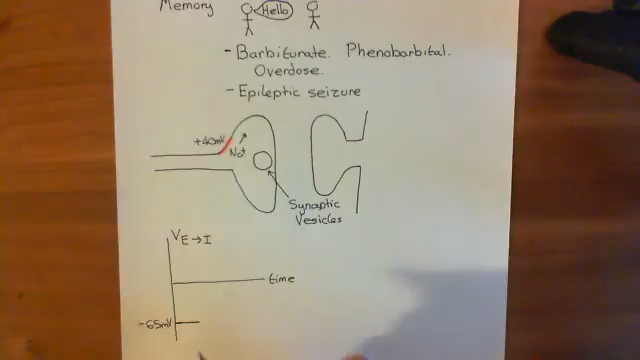 Memory
Hello
- Barbiturate. Phenobarbital.
Overdose.
- Epileptic seizure
+40mV
Na+
Synaptic
Vesicles
VE→I
time
-65mV